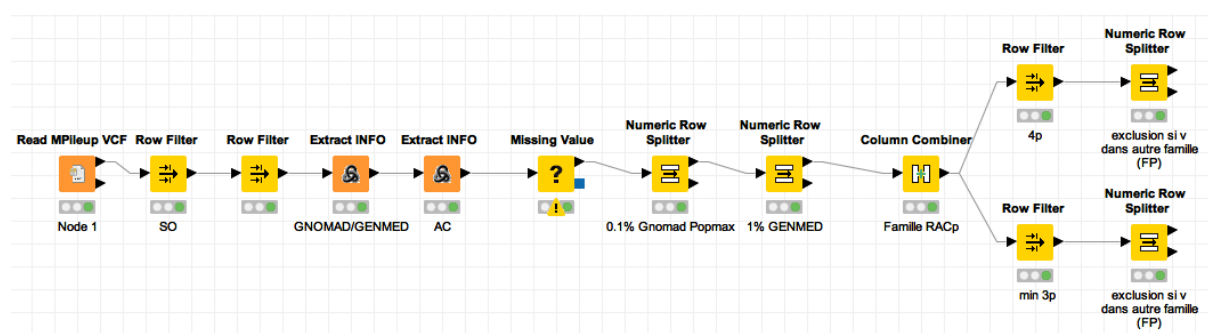 Numeric Row
Splitter
Row Filter
4p
exclusion si v
dans autre famille
(FP)
Read MPileup VCF
Row Filter
Row Filter
Extract INFO
Extract INFO
Missing Value
Numeric Row
Splitter
Numeric Row
Splitter
Column Combiner
?
!
Node 1
SO
GNOMAD/GENMED
AC
0.1% Gnomad Popmax
1% GENMED
Famille RACp
Row Filter
Numeric Row
Splitter
min 3p
exclusion si v
dans autre famille
(FP)